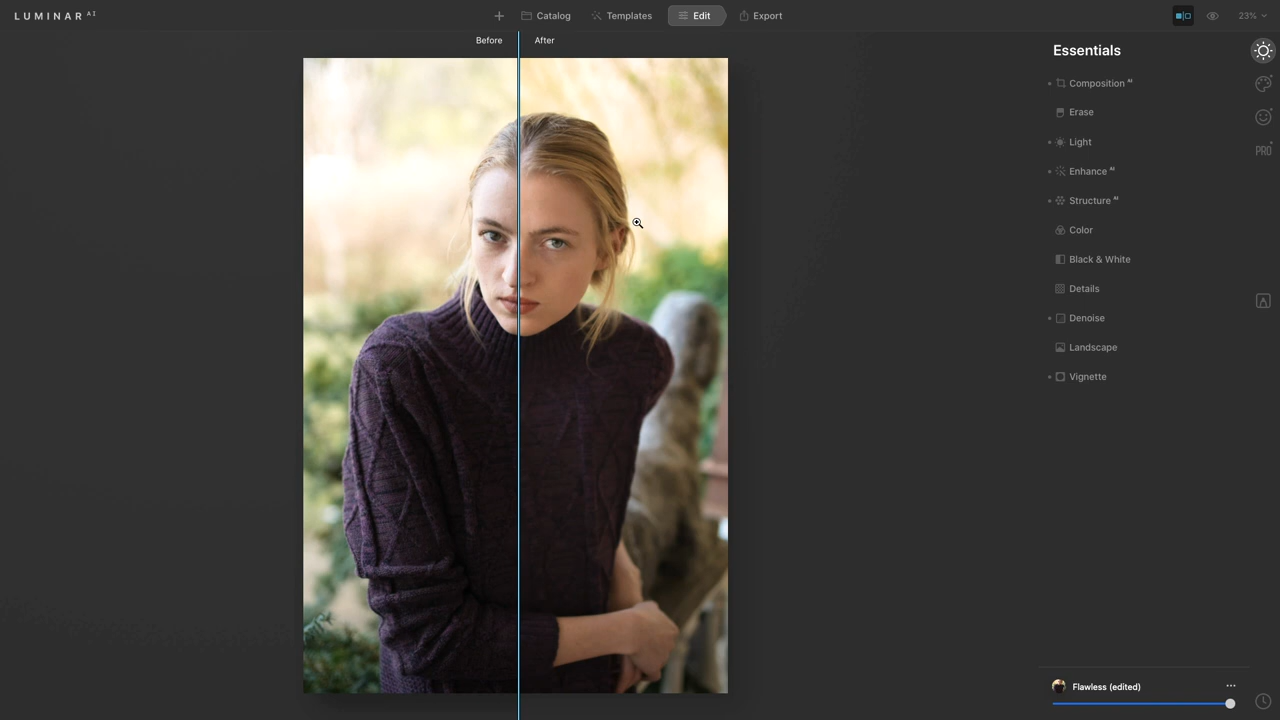 LUMINAR AI
Catalog
Templates
Edit
Export
23%
Before
After
Essentials
Composition AI
Erase
Light
Enhance AI
Structure AI
Color
Black & White
Details
Denoise
Landscape
Vignette
PRO
Flawless (edited)